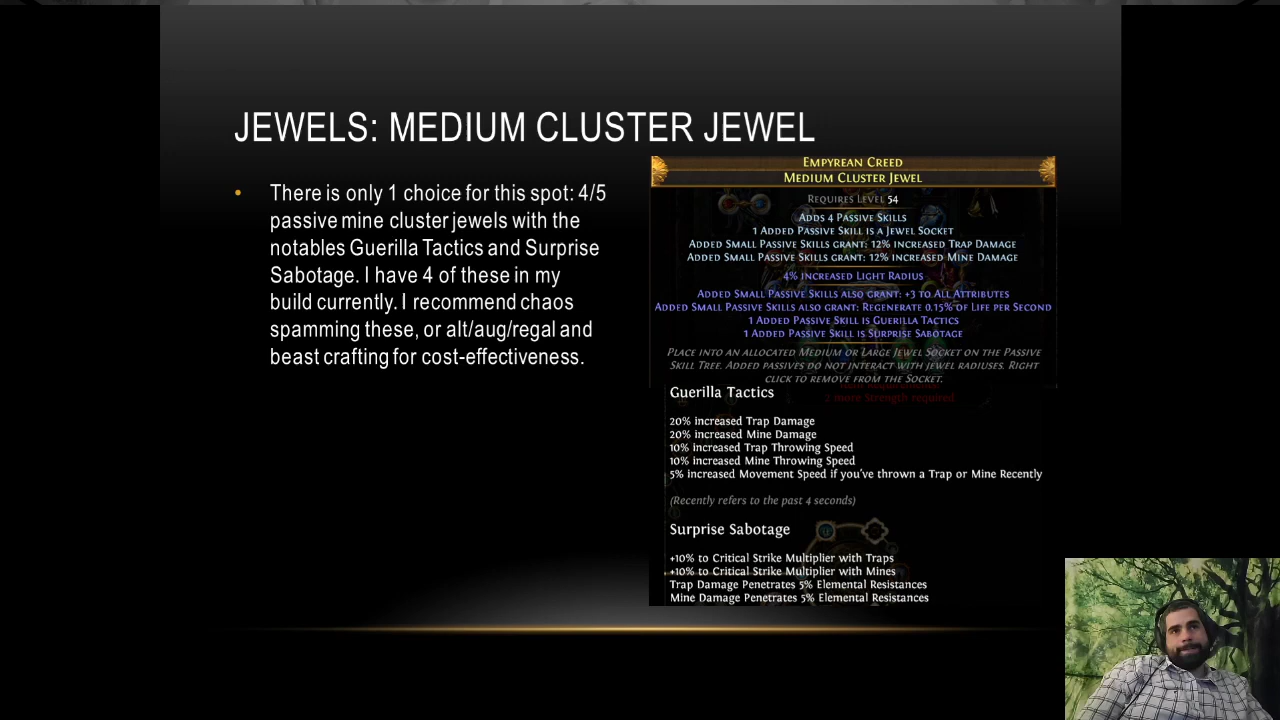 JEWELS: MEDIUM CLUSTER JEWEL
• There is only 1 choice for this spot: 4/5
passive mine cluster jewels with the
notables Guerilla Tactics and Surprise
Sabotage. I have 4 of these in my
build currently. I recommend chaos
spamming these, or alt/aug/regal and
beast crafting for cost-effectiveness.
EMPYREAN CREED
MEDIUM CLUSTER JEWEL
REQUIRES LEVEL 54
ADDS 4 PASSIVE SKILLS
1 ADDED PASSIVE SKILL IS A JEWEL SOCKET
ADDED SMALL PASSIVE SKILLS GRANT: 12% INCREASED TRAP DAMAGE
ADDED SMALL PASSIVE SKILLS GRANT: 12% INCREASED MINE DAMAGE
4% INCREASED LIGHT RADIUS
ADDED SMALL PASSIVE SKILLS ALSO GRANT: +3 TO ALL ATTRIBUTES
ADDED SMALL PASSIVE SKILLS ALSO GRANT: REGENERATE 0.15% OF LIFE PER SECOND
1 ADDED PASSIVE SKILL IS GUERILLA TACTICS
1 ADDED PASSIVE SKILL IS SURPRISE SABOTAGE
PLACE INTO AN ALLOCATED MEDIUM OR LARGE JEWEL SOCKET ON THE PASSIVE
SKILL TREE. ADDED PASSIVES DO NOT INTERACT WITH JEWEL RADIUSES. RIGHT
CLICK TO REMOVE FROM THE SOCKET.
Guerilla Tactics
2 more Strength required
20% increased Trap Damage
20% increased Mine Damage
10% increased Trap Throwing Speed
10% increased Mine Throwing Speed
5% increased Movement Speed if you've thrown a Trap or Mine Recently
(Recently refers to the past 4 seconds)
Surprise Sabotage
+10% to Critical Strike Multiplier with Traps
+10% to Critical Strike Multiplier with Mines
Trap Damage Penetrates 5% Elemental Resistances
Mine Damage Penetrates 5% Elemental Resistances